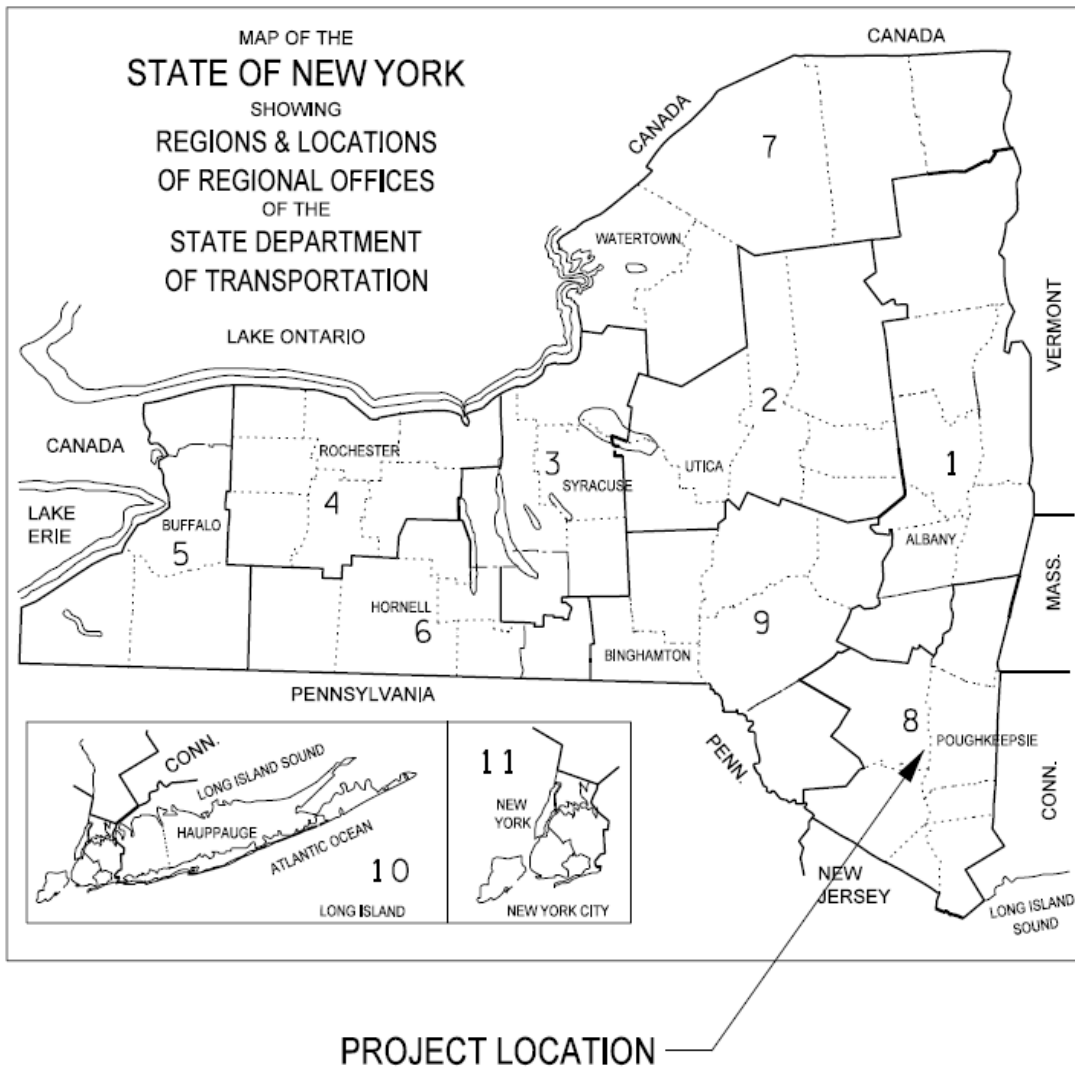 MAP OF THE
STATE OF NEW YORK
SHOWING
REGIONS & LOCATIONS
OF REGIONAL OFFICES
OF THE
STATE DEPARTMENT
OF TRANSPORTATION
CANADA
CANADA
7
WATERTOWN
LAKE ONTARIO
VERMONT
2
CANADA
ROCHESTER
3
UTICA
1
SYRACUSE
4
LAKE
ERIE
BUFFALO
5
ALBANY
MASS.
HORNELL
6
9
BINGHAMTON
PENNSYLVANIA
8
POUGHKEEPSIE
PENN.
CONN.
CONN.
LONG ISLAND SOUND
HAUPPAUGE
ATLANTIC OCEAN
10
LONG ISLAND
11
N
NEW
YORK
NEW YORK CITY
NEW
JERSEY
LONG ISLAND
SOUND
PROJECT LOCATION